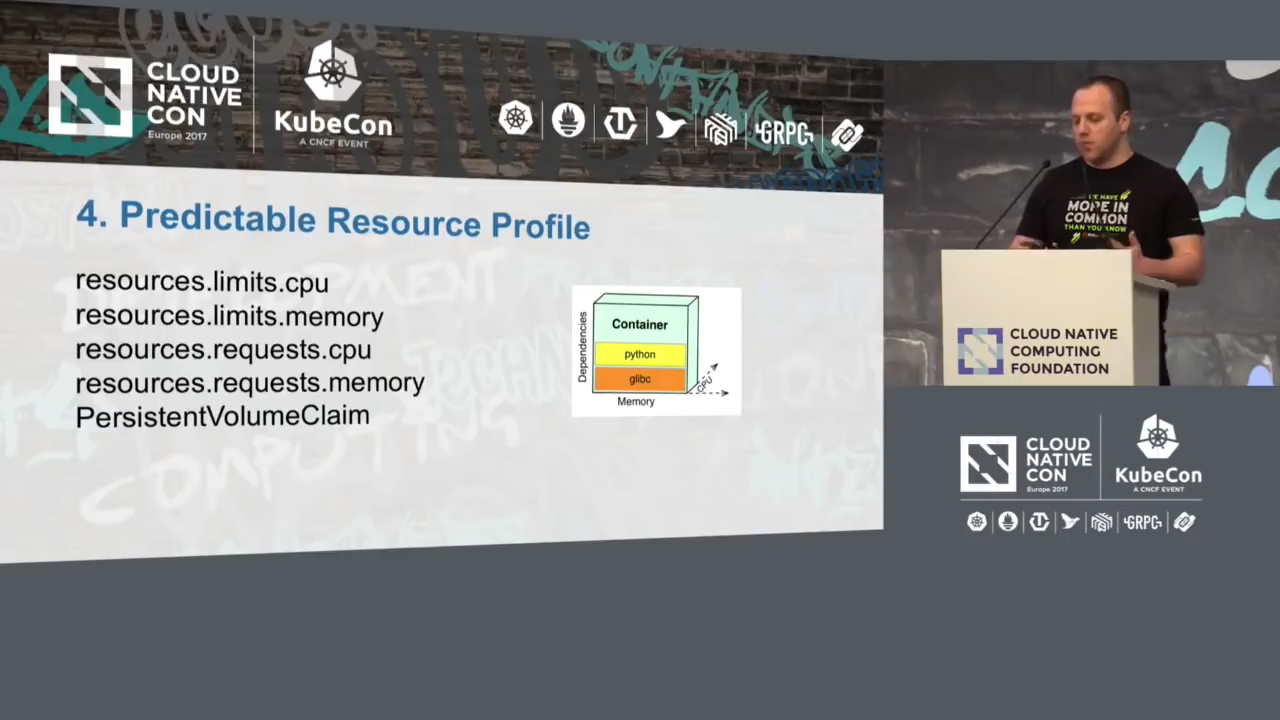 CLOUD
NATIVE
CON
Europe 2017
KubeCon
A CNCF EVENT
GRPC
4. Predictable Resource Profile
resources.limits.cpu
resources.limits.memory
resources.requests.cpu
resources.requests.memory
PersistentVolumeClaim
Dependencies
Container
python
glibc
CPU
Memory
WE HAVE
MORE IN
COMMON
THAN YOU KNOW
CLOUD NATIVE
COMPUTING
FOUNDATION
CLOUD
NATIVE
CON
Europe 2017
KubeCon
A CNCF EVENT
GRPC